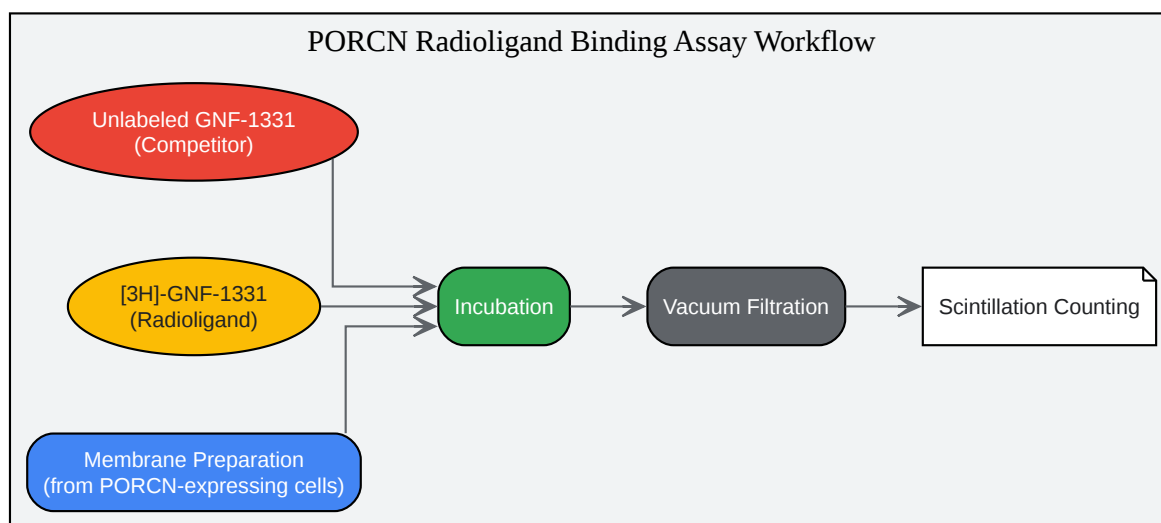 PORCN Radioligand Binding Assay Workflow
Unlabeled GNF-1331
(Competitor)
[3H]-GNF-1331
(Radioligand)
Incubation
Vacuum Filtration
Scintillation Counting
Membrane Preparation
(from PORCN-expressing cells)